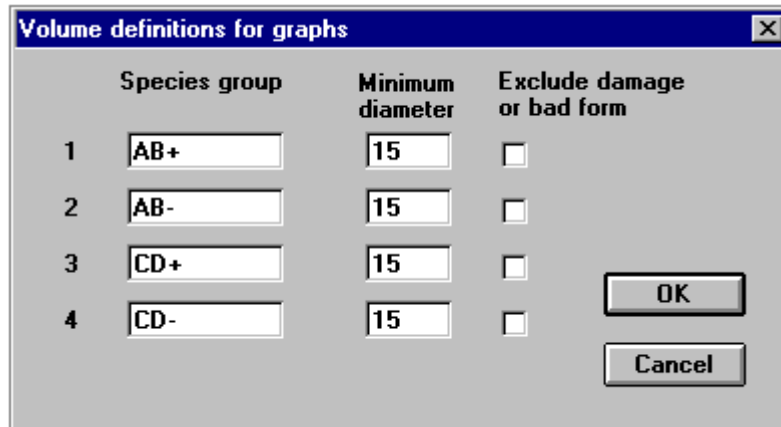 Volume definitions for graphs
Species group Minimum diameter Exclude damage or bad form
1 AB+ 15
2 AB- 15
3 CD+ 15
4 CD- 15
OK
Cancel